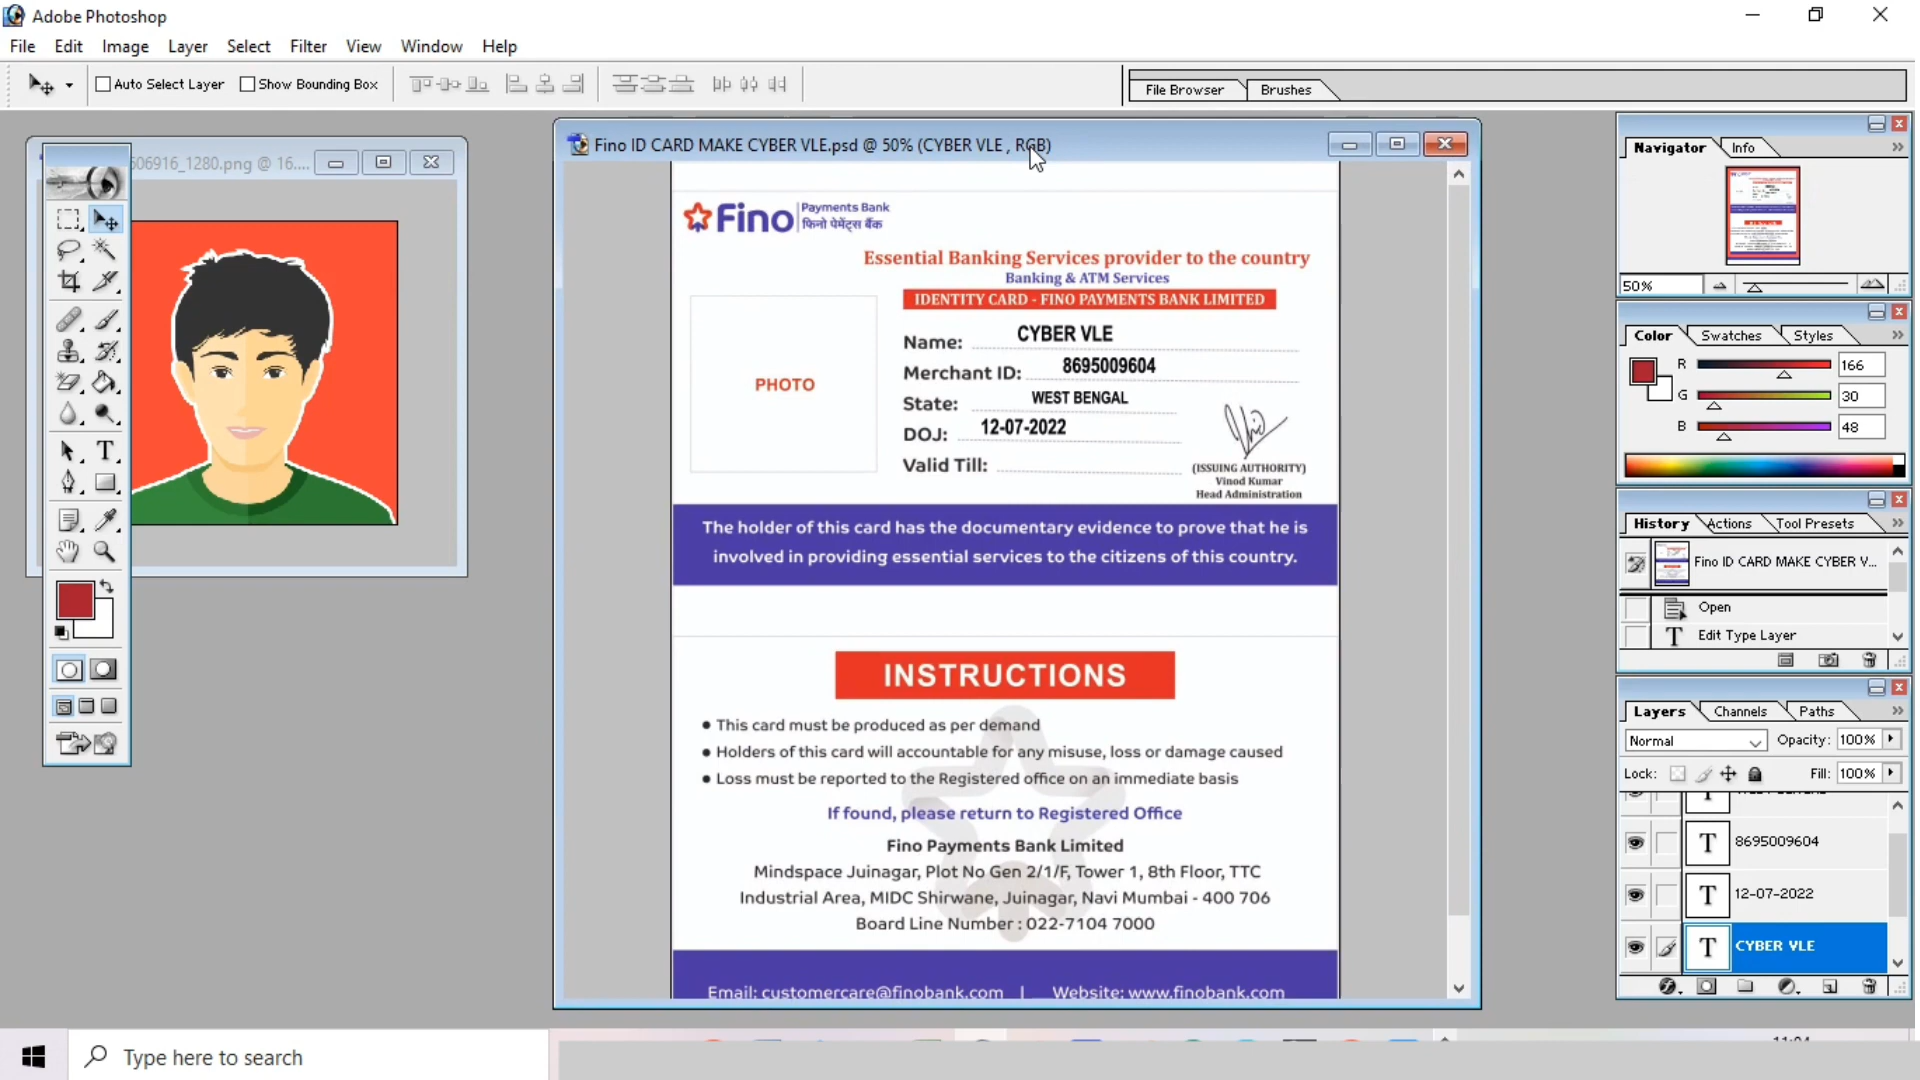 Adobe Photoshop
File Edit Image Layer Select Filter View Window Help
Auto Select Layer Show Bounding Box
File Browser Brushes
606916_1280.png @ 16....
Fino ID CARD MAKE CYBER VLE.psd @ 50% (CYBER VLE , RGB)
Fino Payments Bank
फिनो पेमेंट्स बैंक
Essential Banking Services provider to the country
Banking & ATM Services
IDENTITY CARD - FINO PAYMENTS BANK LIMITED
PHOTO
Name: CYBER VLE
Merchant ID: 8695009604
State: WEST BENGAL
DOJ: 12-07-2022
Valid Till:
(ISSUING AUTHORITY)
Vinod Kumar
Head Administration
The holder of this card has the documentary evidence to prove that he is
involved in providing essential services to the citizens of this country.
INSTRUCTIONS
● This card must be produced as per demand
● Holders of this card will accountable for any misuse, loss or damage caused
● Loss must be reported to the Registered office on an immediate basis
If found, please return to Registered Office
Fino Payments Bank Limited
Mindspace Juinagar, Plot No Gen 2/1/F, Tower 1, 8th Floor, TTC
Industrial Area, MIDC Shirwane, Juinagar, Navi Mumbai - 400 706
Board Line Number : 022-7104 7000
Email: customercare@finobank.com | Website: www.finobank.com
Navigator Info
50%
Color Swatches Styles
R 166
G 30
B 48
History Actions Tool Presets
Fino ID CARD MAKE CYBER V...
Open
Edit Type Layer
Layers Channels Paths
Normal Opacity: 100%
Lock: Fill: 100%
8695009604
12-07-2022
CYBER VLE
Type here to search